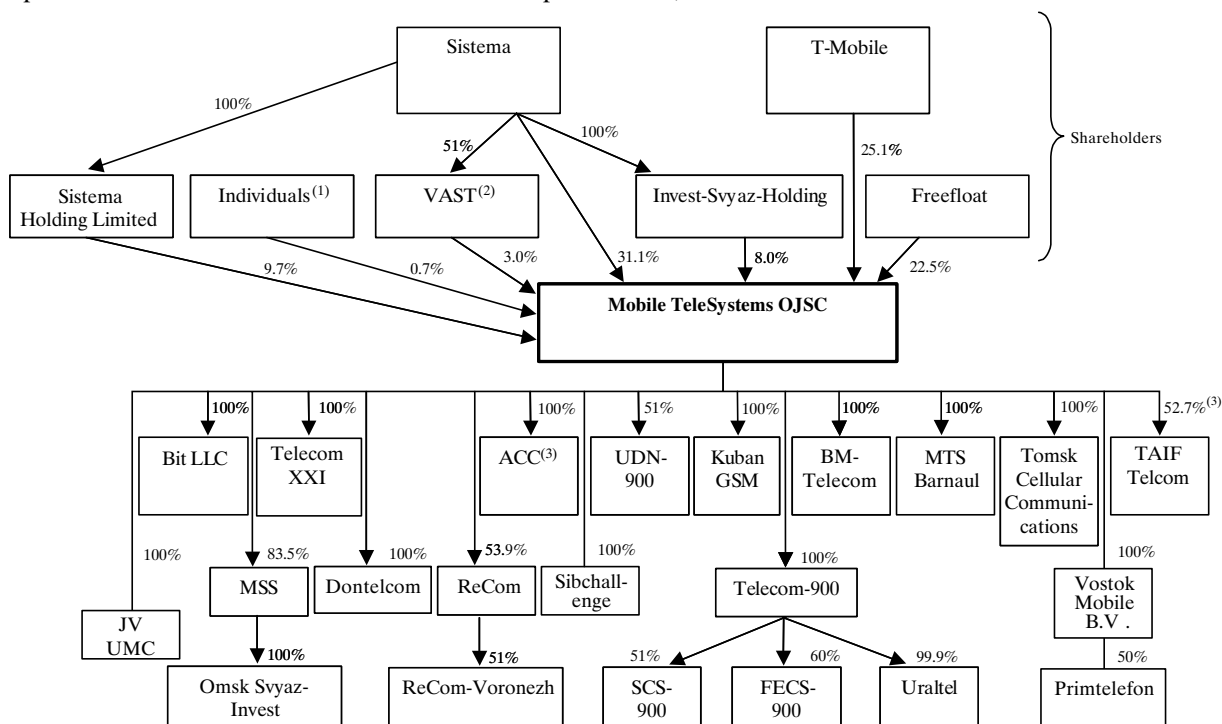 Sistema
T-Mobile
100%
51%
100%
25.1%
Shareholders
Sistema
Holding Limited
Individuals(1)
VAST(2)
Invest-Svyaz-Holding
Freefloat
9.7%
0.7%
3.0%
31.1%
8.0%
22.5%
Mobile TeleSystems OJSC
100%
100%
100%
51%
100%
100%
100%
100%
52.7%(3)
Bit LLC
Telecom
XXI
ACC(3)
UDN-
900
Kuban
GSM
BM-
Telecom
MTS
Barnaul
Tomsk
Cellular
Communi-
cations
TAIF
Telcom
100%
83.5%
100%
53.9%
100%
100%
100%
JV
UMC
MSS
Dontelcom
ReCom
Sibchall-
enge
Telecom-900
Vostok
Mobile
B.V .
100%
51%
51%
60%
99.9%
50%
Omsk Svyaz-
Invest
ReCom-Voronezh
SCS-
900
FECS-
900
Uraltel
Primtelefon